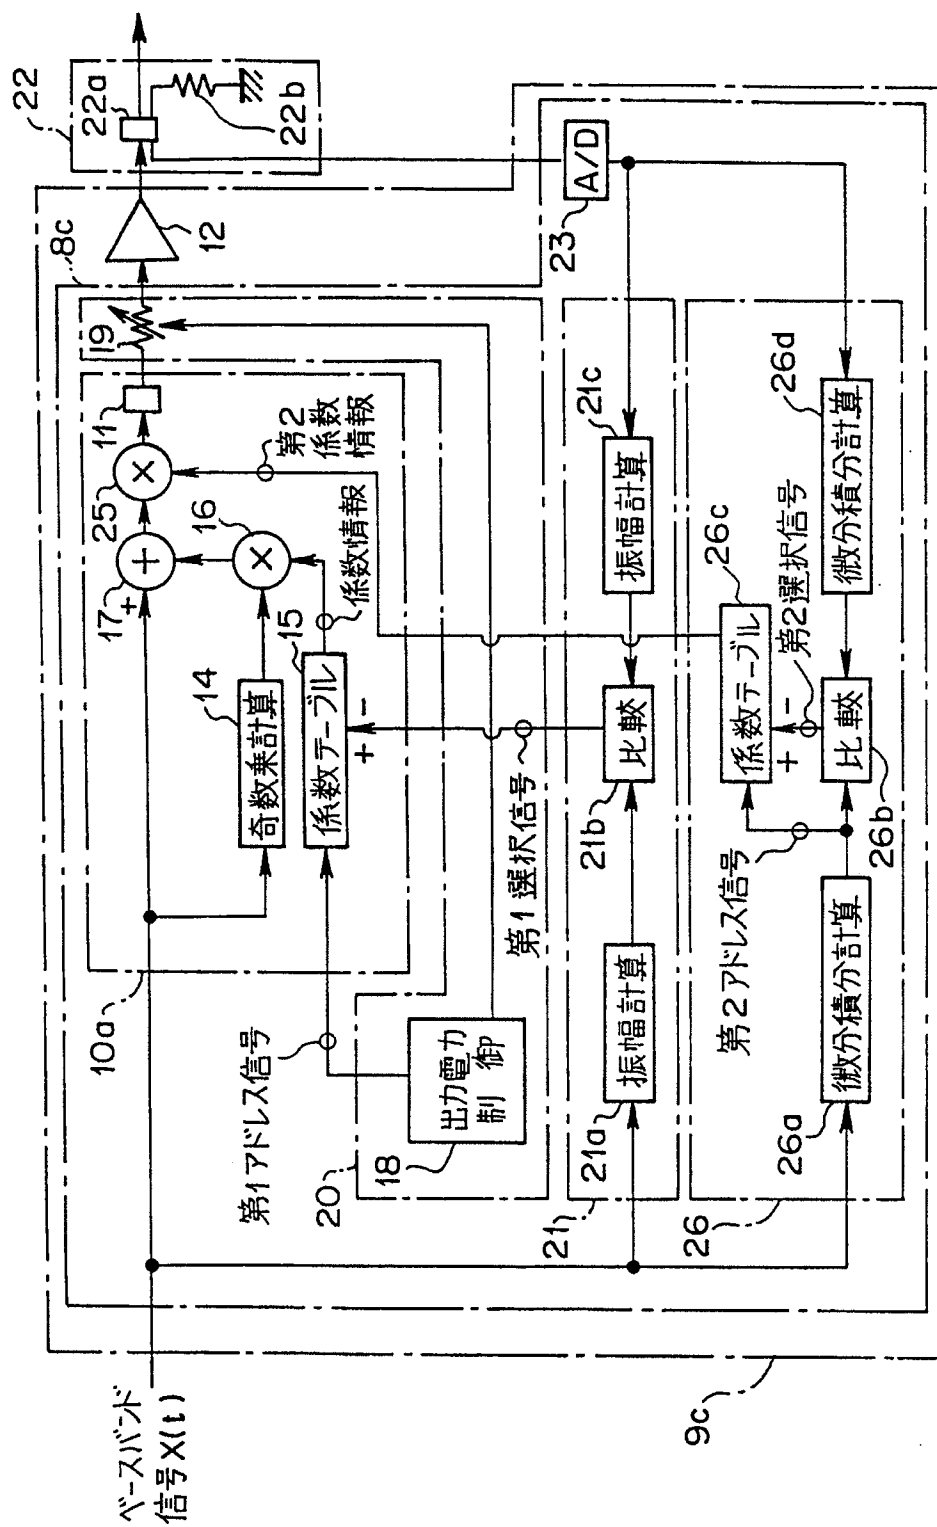 ベースバンド
信号X(t)
9c
8c
10a
14
奇数乗計算
15
係数テーブル
係数情報
16
17
+
+
×
25
×
11
第2
係数
情報
19
12
22
22a
22b
23
A/D
第1アドレス信号
20
18
出力電力
制御
第1選択信号
+
-
21
21a
振幅計算
21b
比較
21c
振幅計算
26
26a
微分積分計算
第2アドレス信号
26b
比較
+
-
第2選択信号
26c
係数テーブル
26d
微分積分計算